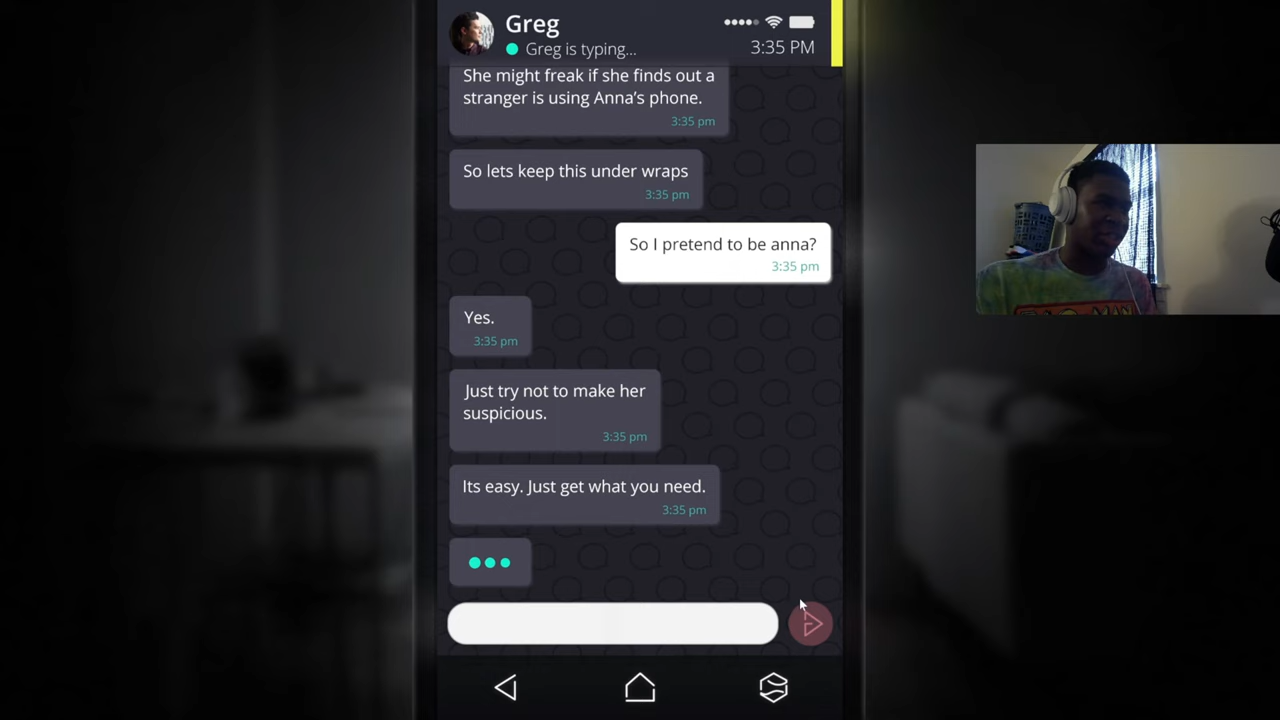 Greg
Greg is typing...
3:35 PM
She might freak if she finds out a
stranger is using Anna's phone.
3:35 pm
So lets keep this under wraps
3:35 pm
So I pretend to be anna?
3:35 pm
Yes.
3:35 pm
Just try not to make her
suspicious.
3:35 pm
Its easy. Just get what you need.
3:35 pm